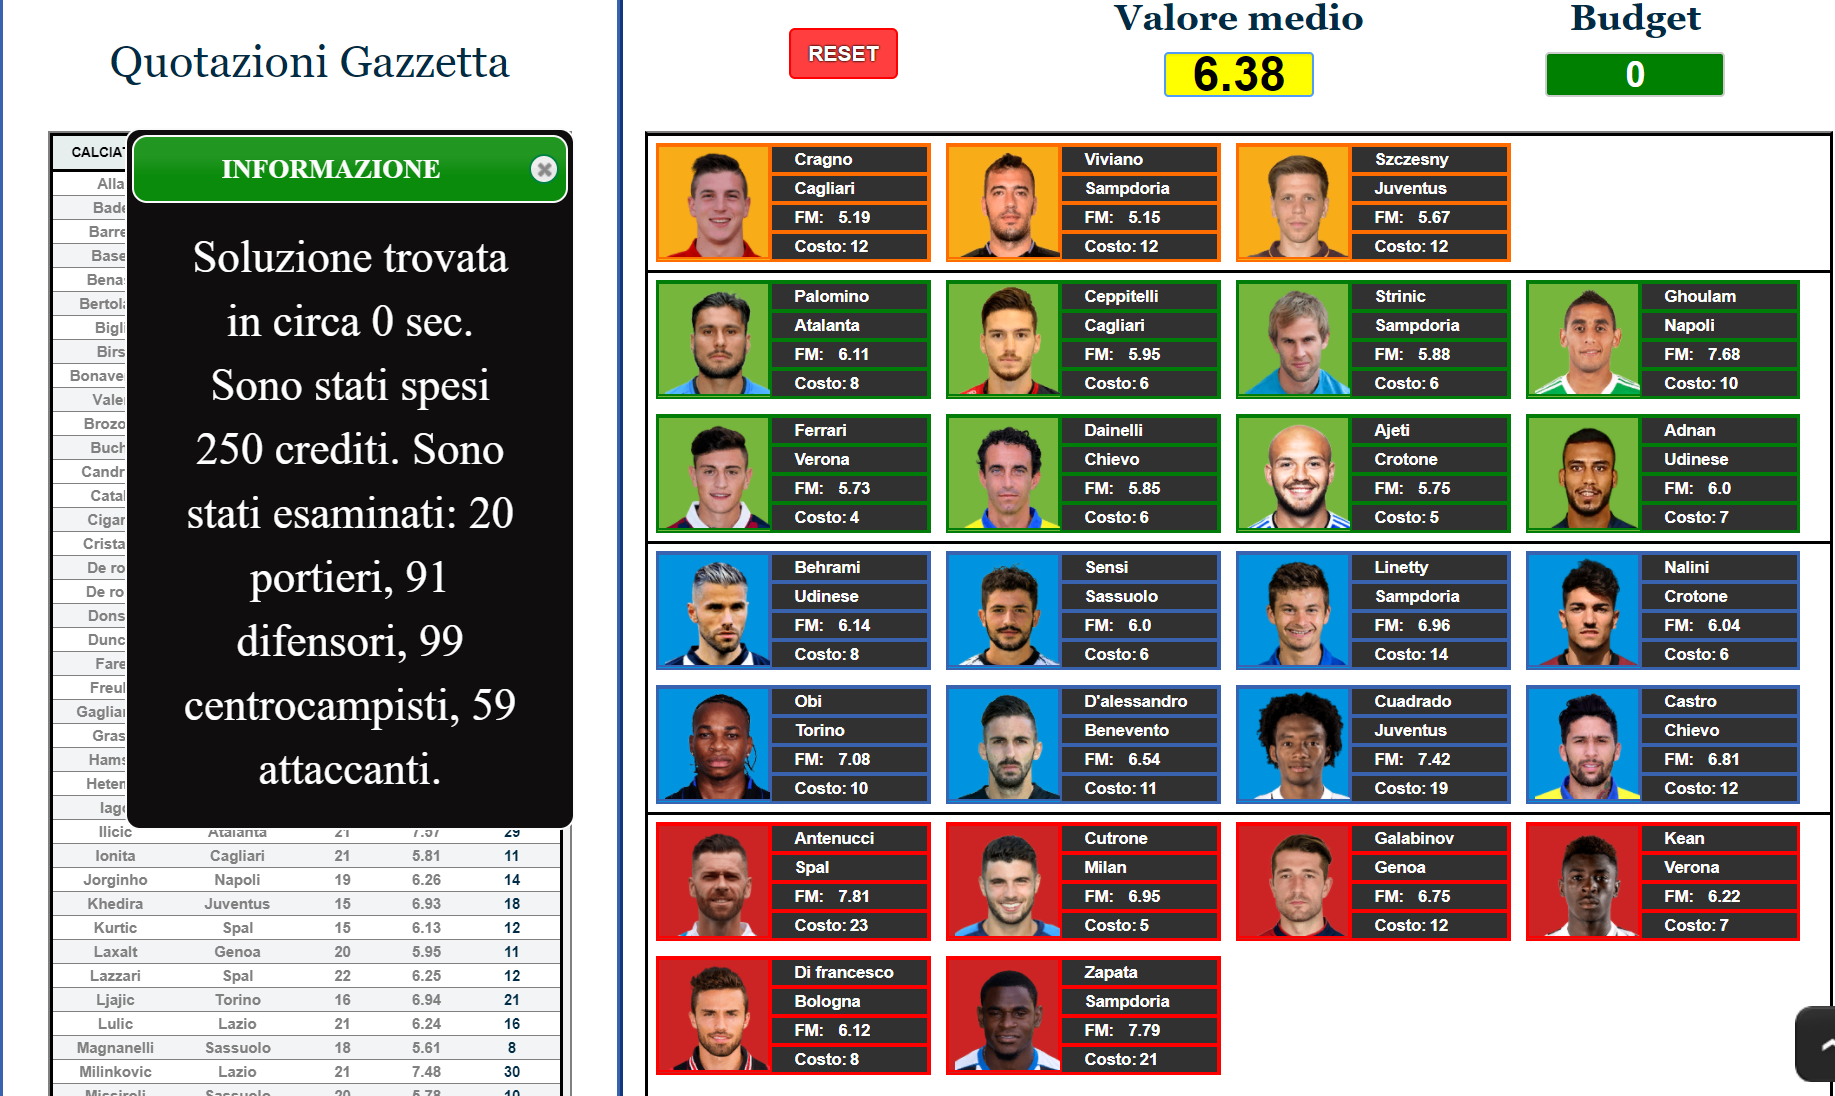 Quotazioni Gazzetta
RESET
Valore medio
6.38
Budget
0
INFORMAZIONE
Soluzione trovata
in circa 0 sec.
Sono stati spesi
250 crediti. Sono
stati esaminati: 20
portieri, 91
difensori, 99
centrocampisti, 59
attaccanti.
CALCIAT
Alla
Bade
Barre
Base
Bena
Bertola
Bigli
Birs
Bonaver
Valer
Brozo
Buch
Candr
Catal
Cigar
Crista
De ro
De ro
Dons
Dunc
Fare
Freul
Gagliar
Gras
Hams
Heter
Iago
Ilicic Atalanta 21 7.57 29
Ionita Cagliari 21 5.81 11
Jorginho Napoli 19 6.26 14
Khedira Juventus 15 6.93 18
Kurtic Spal 15 6.13 12
Laxalt Genoa 20 5.95 11
Lazzari Spal 22 6.25 12
Ljajic Torino 16 6.94 21
Lulic Lazio 21 6.24 16
Magnanelli Sassuolo 18 5.61 8
Milinkovic Lazio 21 7.48 30
Missiroli Sassuolo 20 5.78 10
Cragno
Cagliari
FM: 5.19
Costo: 12
Viviano
Sampdoria
FM: 5.15
Costo: 12
Szczesny
Juventus
FM: 5.67
Costo: 12
Palomino
Atalanta
FM: 6.11
Costo: 8
Ceppitelli
Cagliari
FM: 5.95
Costo: 6
Strinic
Sampdoria
FM: 5.88
Costo: 6
Ghoulam
Napoli
FM: 7.68
Costo: 10
Ferrari
Verona
FM: 5.73
Costo: 4
Dainelli
Chievo
FM: 5.85
Costo: 6
Ajeti
Crotone
FM: 5.75
Costo: 5
Adnan
Udinese
FM: 6.0
Costo: 7
Behrami
Udinese
FM: 6.14
Costo: 8
Sensi
Sassuolo
FM: 6.0
Costo: 6
Linetty
Sampdoria
FM: 6.96
Costo: 14
Nalini
Crotone
FM: 6.04
Costo: 6
Obi
Torino
FM: 7.08
Costo: 10
D'alessandro
Benevento
FM: 6.54
Costo: 11
Cuadrado
Juventus
FM: 7.42
Costo: 19
Castro
Chievo
FM: 6.81
Costo: 12
Antenucci
Spal
FM: 7.81
Costo: 23
Cutrone
Milan
FM: 6.95
Costo: 5
Galabinov
Genoa
FM: 6.75
Costo: 12
Kean
Verona
FM: 6.22
Costo: 7
Di francesco
Bologna
FM: 6.12
Costo: 8
Zapata
Sampdoria
FM: 7.79
Costo: 21